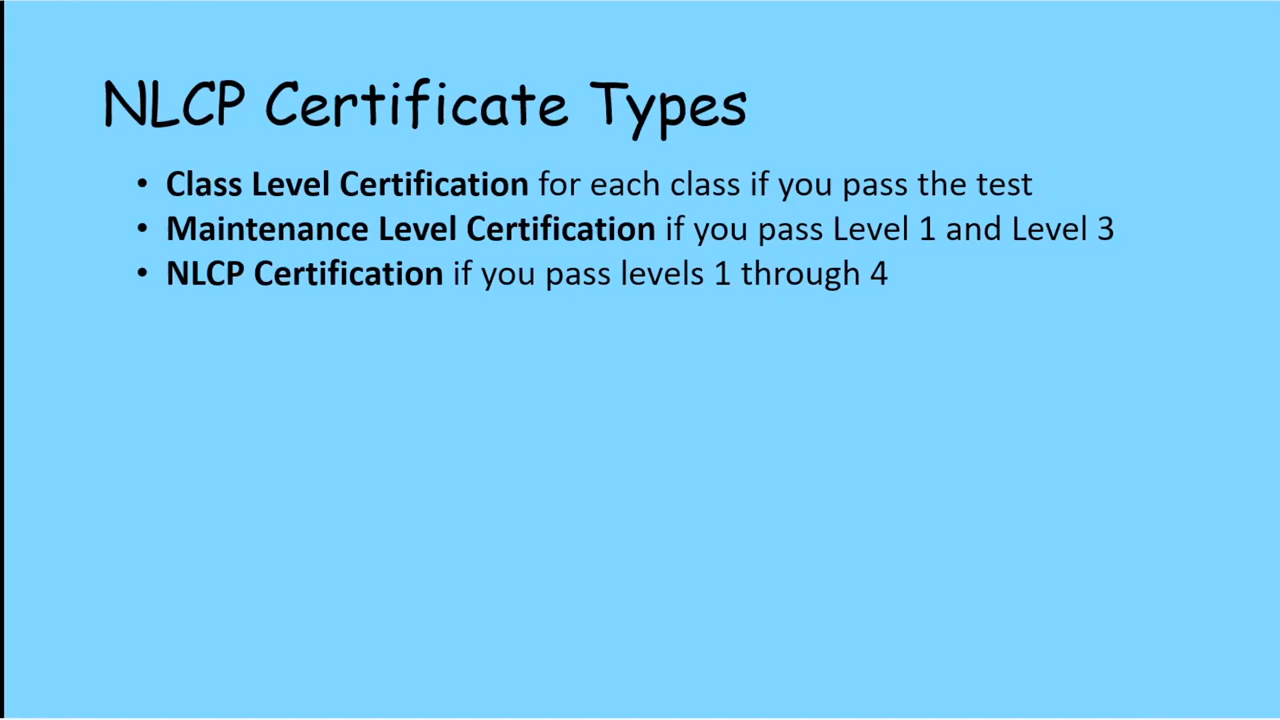 NLCP Certificate Types
• Class Level Certification for each class if you pass the test
• Maintenance Level Certification if you pass Level 1 and Level 3
• NLCP Certification if you pass levels 1 through 4